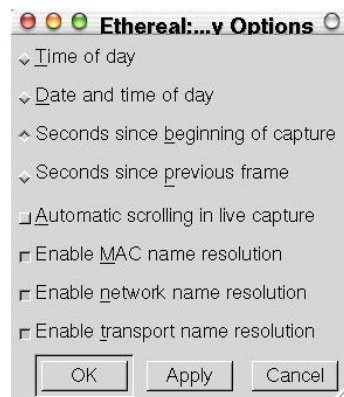 Ethereal:...y Options
Time of day
Date and time of day
Seconds since beginning of capture
Seconds since previous frame
Automatic scrolling in live capture
Enable MAC name resolution
Enable network name resolution
Enable transport name resolution
OK Apply Cancel